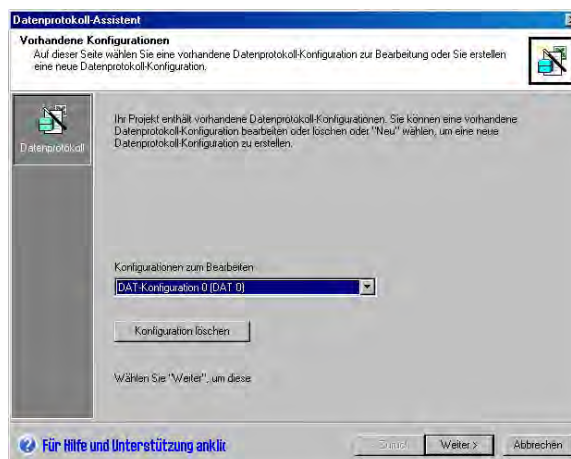 Datenprotokoll-Assistent
Vorhandene Konfigurationen
Auf dieser Seite wählen Sie eine vorhandene Datenprotokoll-Konfiguration zur Bearbeitung oder Sie erstellen
eine neue Datenprotokoll-Konfiguration.
Datenprotokoll
Ihr Projekt enthält vorhandene Datenprotokoll-Konfigurationen. Sie können eine vorhandene
Datenprotokoll-Konfiguration bearbeiten oder löschen oder "Neu" wählen, um eine neue
Datenprotokoll-Konfiguration zu erstellen.
Konfigurationen zum Bearbeiten
DAT-Konfiguration 0 (DAT 0)
Konfiguration löschen
Wählen Sie "Weiter", um diese
Für Hilfe und Unterstützung anklic
Zurück
Weiter >
Abbrechen